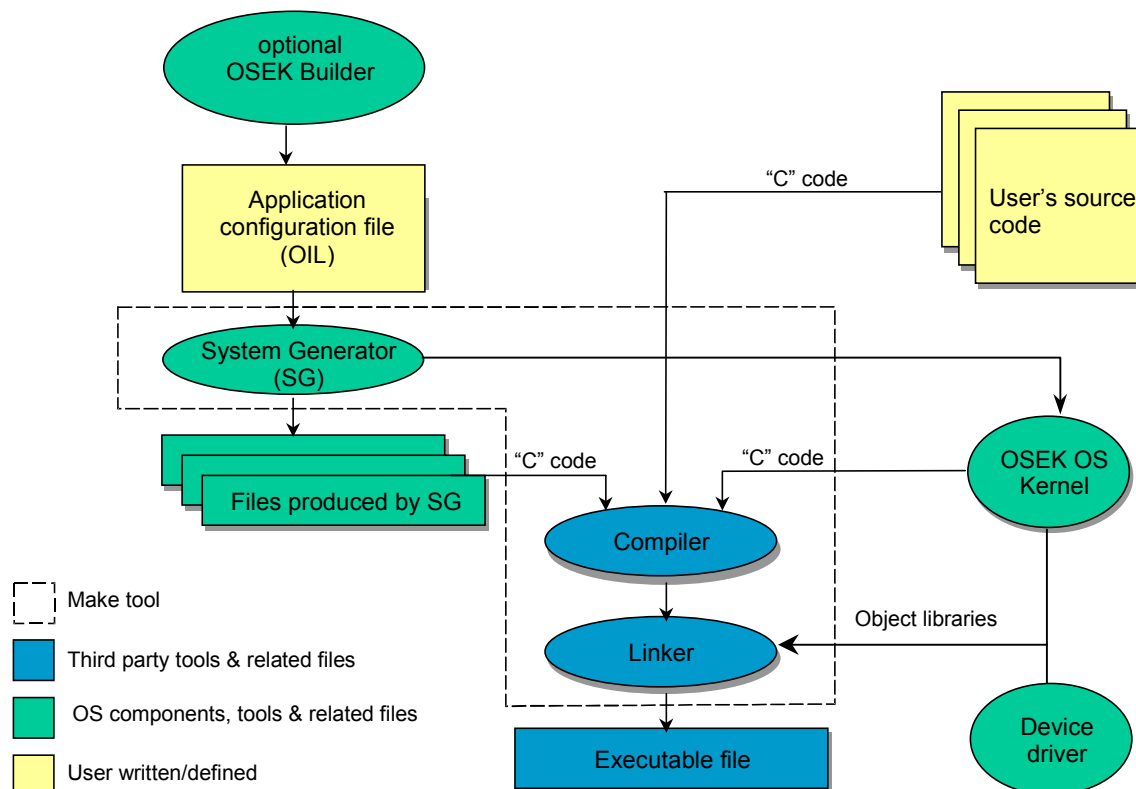 optional
OSEK Builder
Application
configuration file
(OIL)
“C” code
User’s source
code
System Generator
(SG)
“C” code
“C” code
OSEK OS
Kernel
Files produced by SG
Compiler
Make tool
Object libraries
Linker
Third party tools & related files
OS components, tools & related files
Device
driver
Executable file
User written/defined